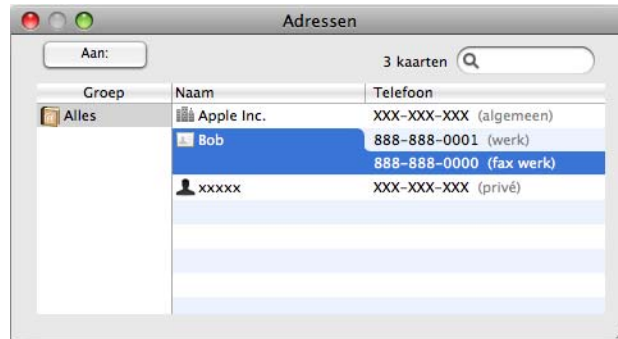 Adressen
Aan:
3 kaarten
Groep Naam Telefoon
Alles Apple Inc. XXX-XXX-XXX (algemeen)
Bob 888-888-0001 (werk)
888-888-0000 (fax werk)
xxxxx XXX-XXX-XXX (privé)